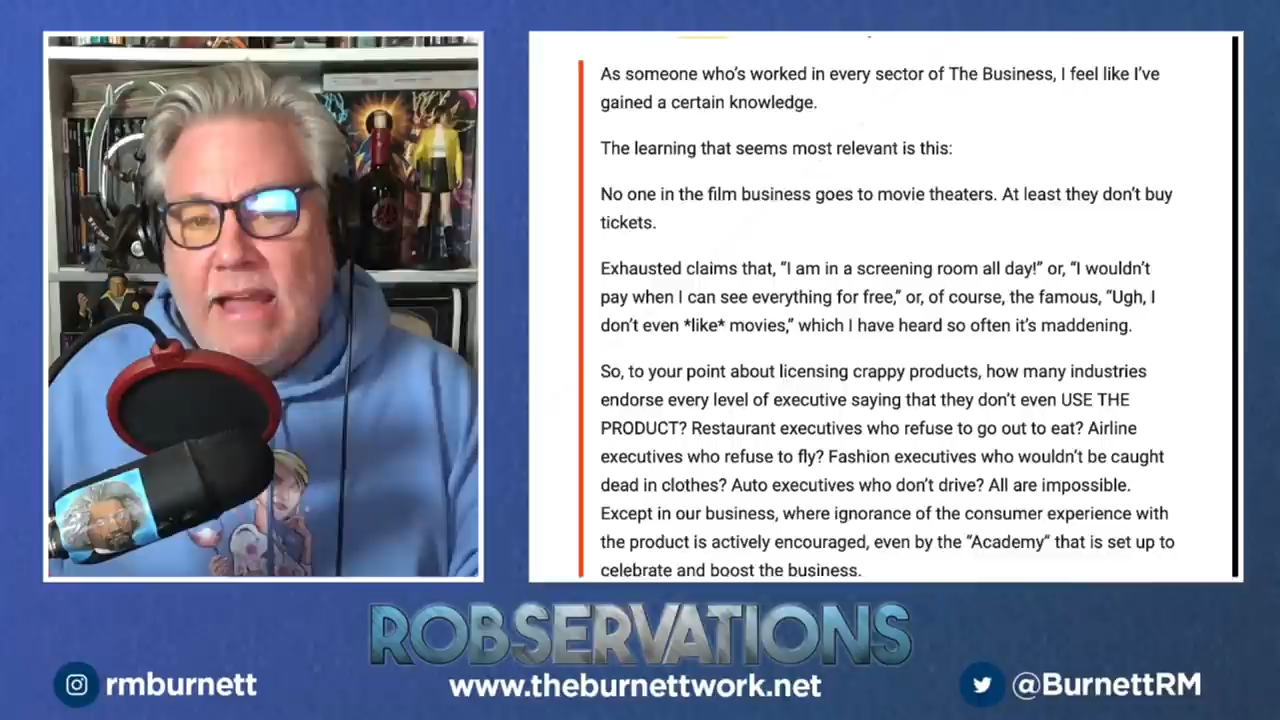 As someone who's worked in every sector of The Business, I feel like I've
gained a certain knowledge.
The learning that seems most relevant is this:
No one in the film business goes to movie theaters. At least they don't buy
tickets.
Exhausted claims that, “I am in a screening room all day!” or, “I wouldn't
pay when I can see everything for free,” or, of course, the famous, “Ugh, I
don't even *like* movies,” which I have heard so often it's maddening.
So, to your point about licensing crappy products, how many industries
endorse every level of executive saying that they don't even USE THE
PRODUCT? Restaurant executives who refuse to go out to eat? Airline
executives who refuse to fly? Fashion executives who wouldn't be caught
dead in clothes? Auto executives who don't drive? All are impossible.
Except in our business, where ignorance of the consumer experience with
the product is actively encouraged, even by the “Academy” that is set up to
celebrate and boost the business.
ROBSERVATIONS
rmburnett
www.theburnettwork.net
@BurnettRM